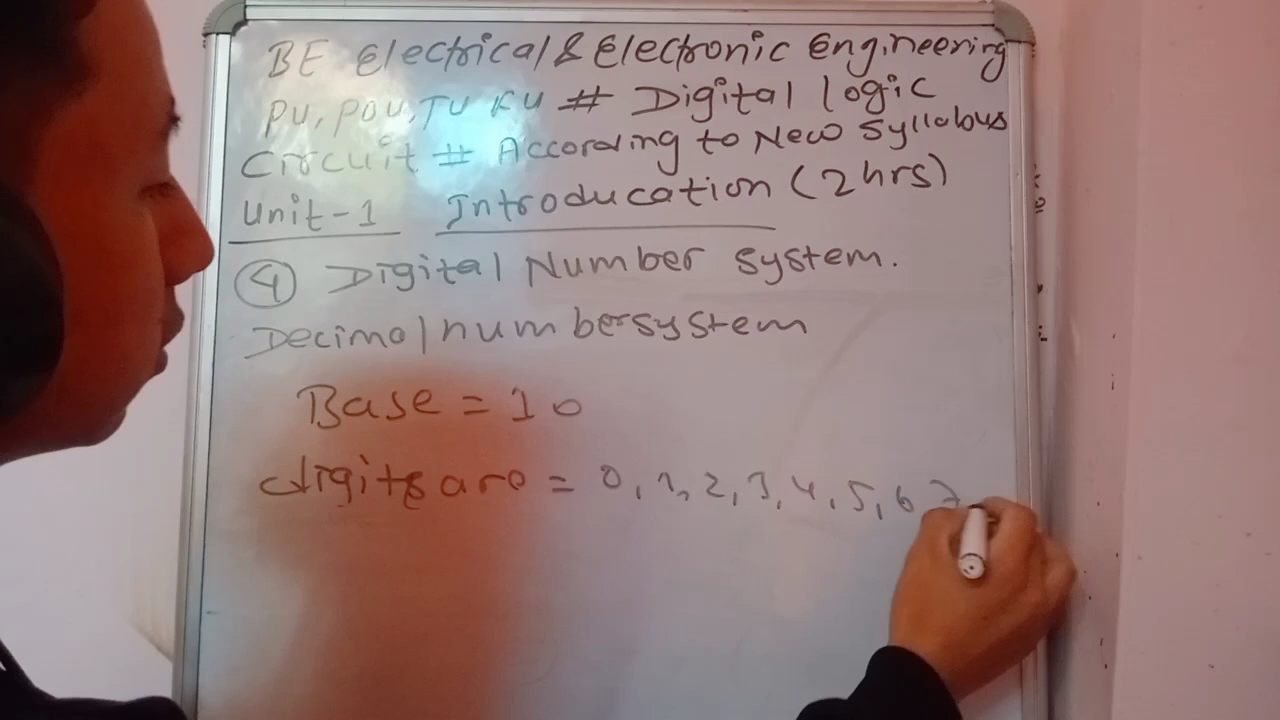 BE Electrical & Electronic Engineering
PU, POU, TU KU # Digital logic
Circuit # According to New Syllabus
Unit-1 Introducation (2hrs)
4 Digital Number system.
Decimal number system
Base = 10
digits are = 0, 1, 2, 3, 4, 5, 6 7